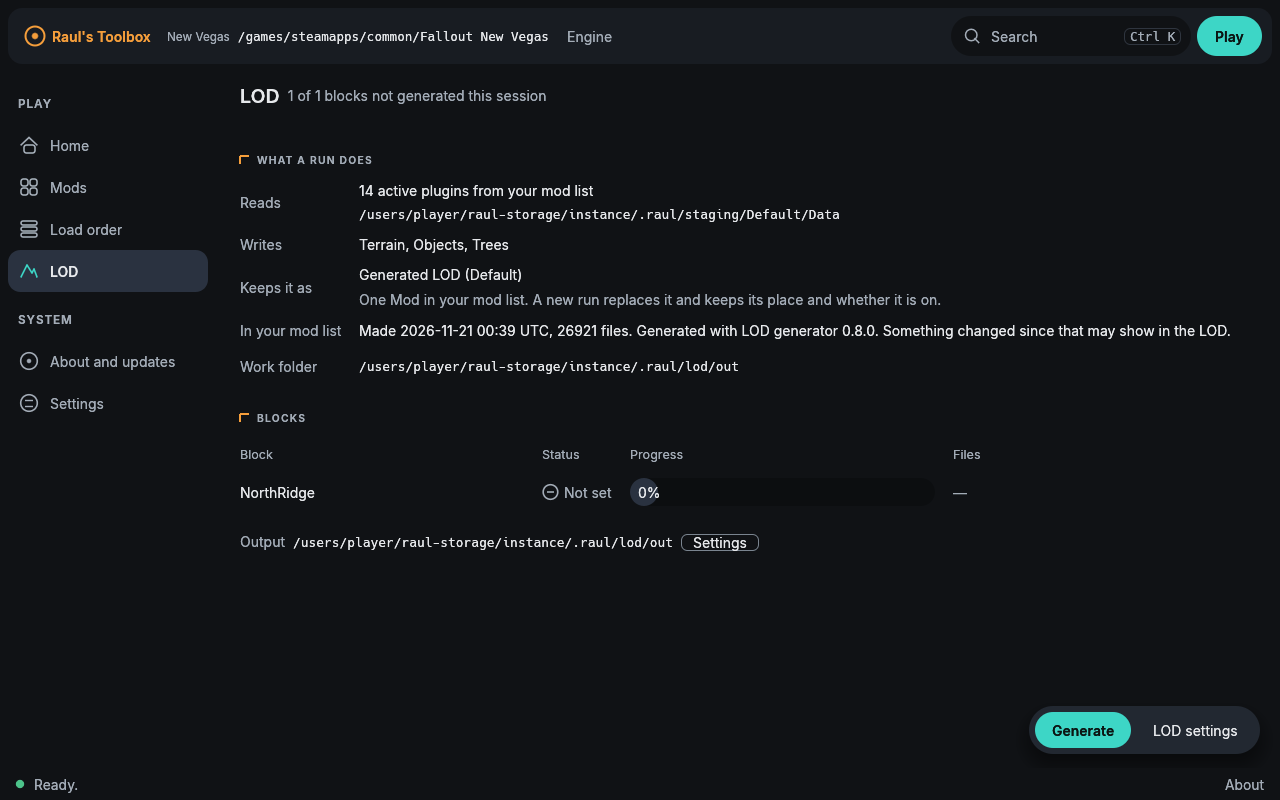 Raul's Toolbox New Vegas /games/steamapps/common/Fallout New Vegas Engine Search Ctrl K Play
PLAY
Home
Mods
Load order
LOD
SYSTEM
About and updates
Settings
LOD 1 of 1 blocks not generated this session
WHAT A RUN DOES
Reads
14 active plugins from your mod list
/users/player/raul-storage/instance/.raul/staging/Default/Data
Writes Terrain, Objects, Trees
Keeps it as
Generated LOD (Default)
One Mod in your mod list. A new run replaces it and keeps its place and whether it is on.
In your mod list Made 2026-11-21 00:39 UTC, 26921 files. Generated with LOD generator 0.8.0. Something changed since that may show in the LOD.
Work folder /users/player/raul-storage/instance/.raul/lod/out
BLOCKS
Block Status Progress Files
NorthRidge Not set 0% —
Output /users/player/raul-storage/instance/.raul/lod/out Settings
Generate LOD settings
Ready. About